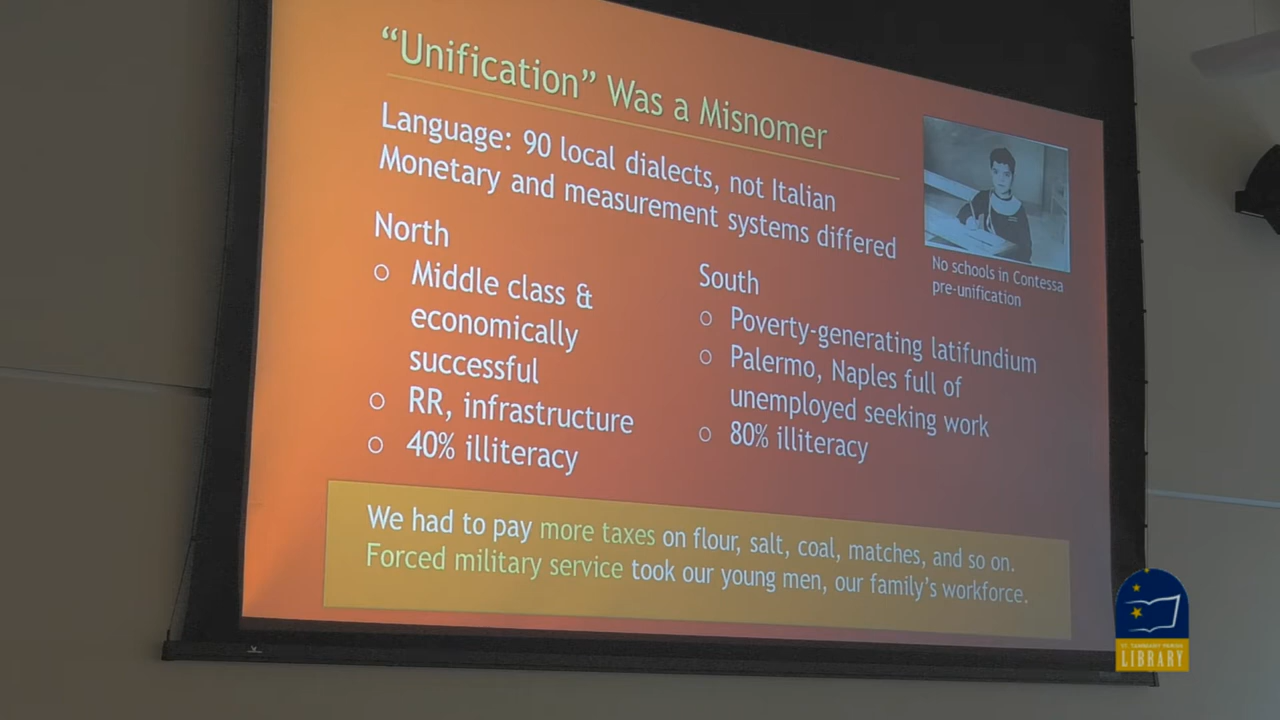 “Unification” Was a Misnomer
Language: 90 local dialects, not Italian
Monetary and measurement systems differed
North
○ Middle class &
economically
successful
○ RR, infrastructure
○ 40% illiteracy
South
○ Poverty-generating latifundium
○ Palermo, Naples full of
unemployed seeking work
○ 80% illiteracy
No schools in Contessa
pre-unification
We had to pay more taxes on flour, salt, coal, matches, and so on.
Forced military service took our young men, our family’s workforce.
ST. TAMMANY PARISH
LIBRARY